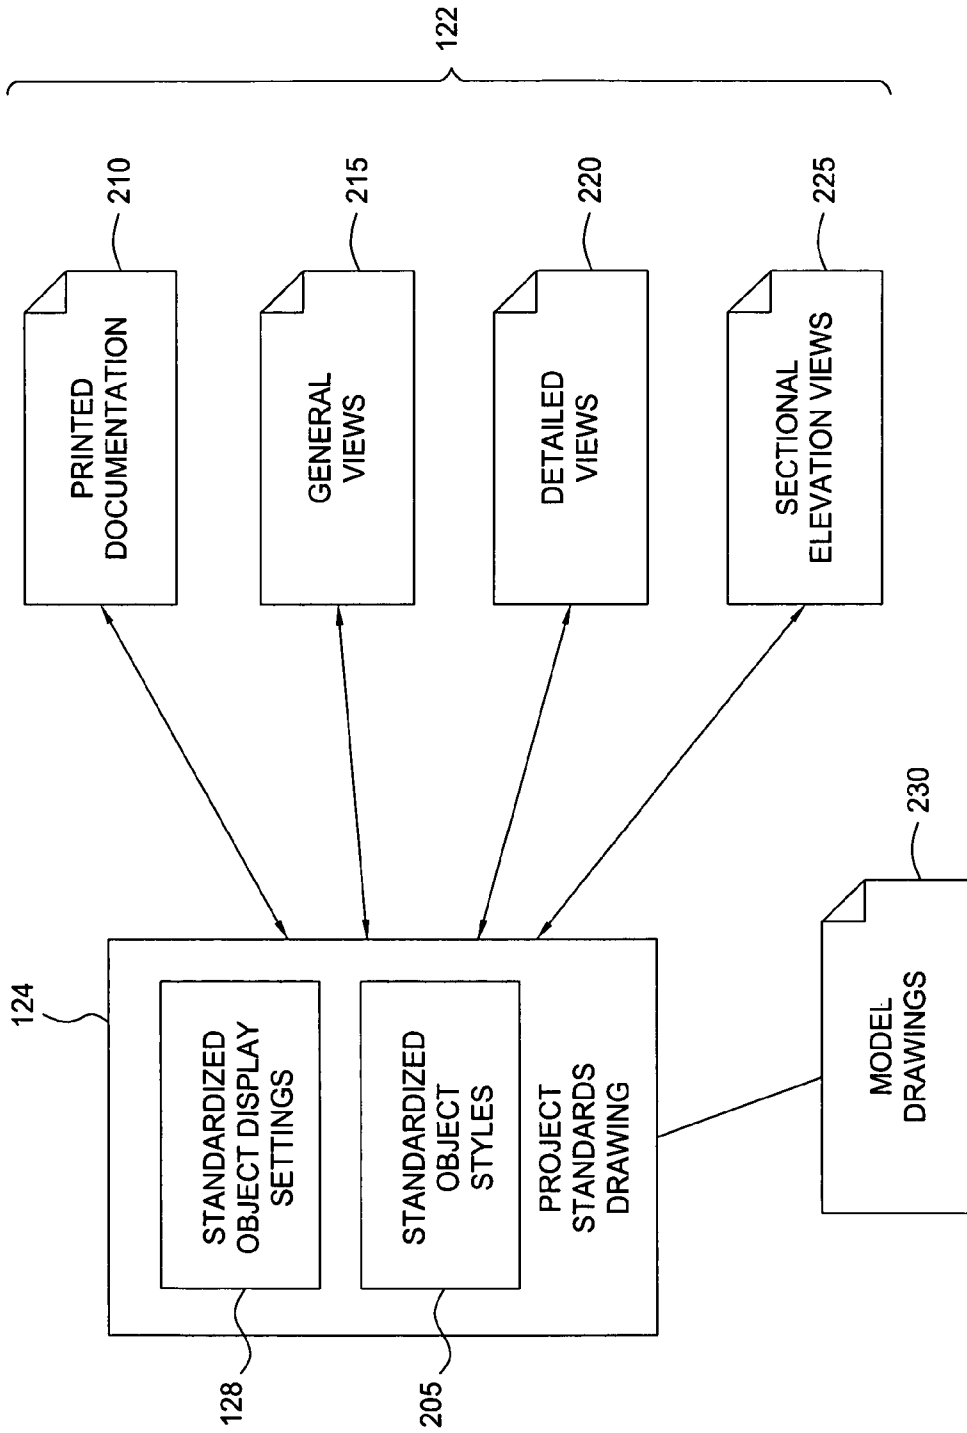 124
STANDARDIZED
OBJECT DISPLAY
SETTINGS
128
STANDARDIZED
OBJECT
STYLES
205
PROJECT
STANDARDS
DRAWING
PRINTED
DOCUMENTATION
210
GENERAL
VIEWS
215
DETAILED
VIEWS
220
SECTIONAL
ELEVATION VIEWS
225
122
MODEL
DRAWINGS
230